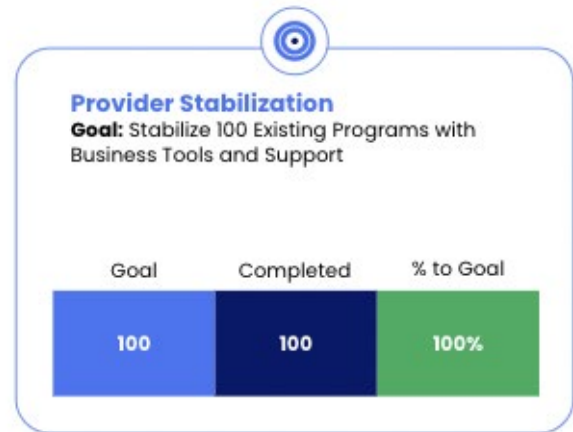 Provider Stabilization
Goal: Stabilize 100 Existing Programs with
Business Tools and Support
Goal Completed % to Goal
100 100 100%